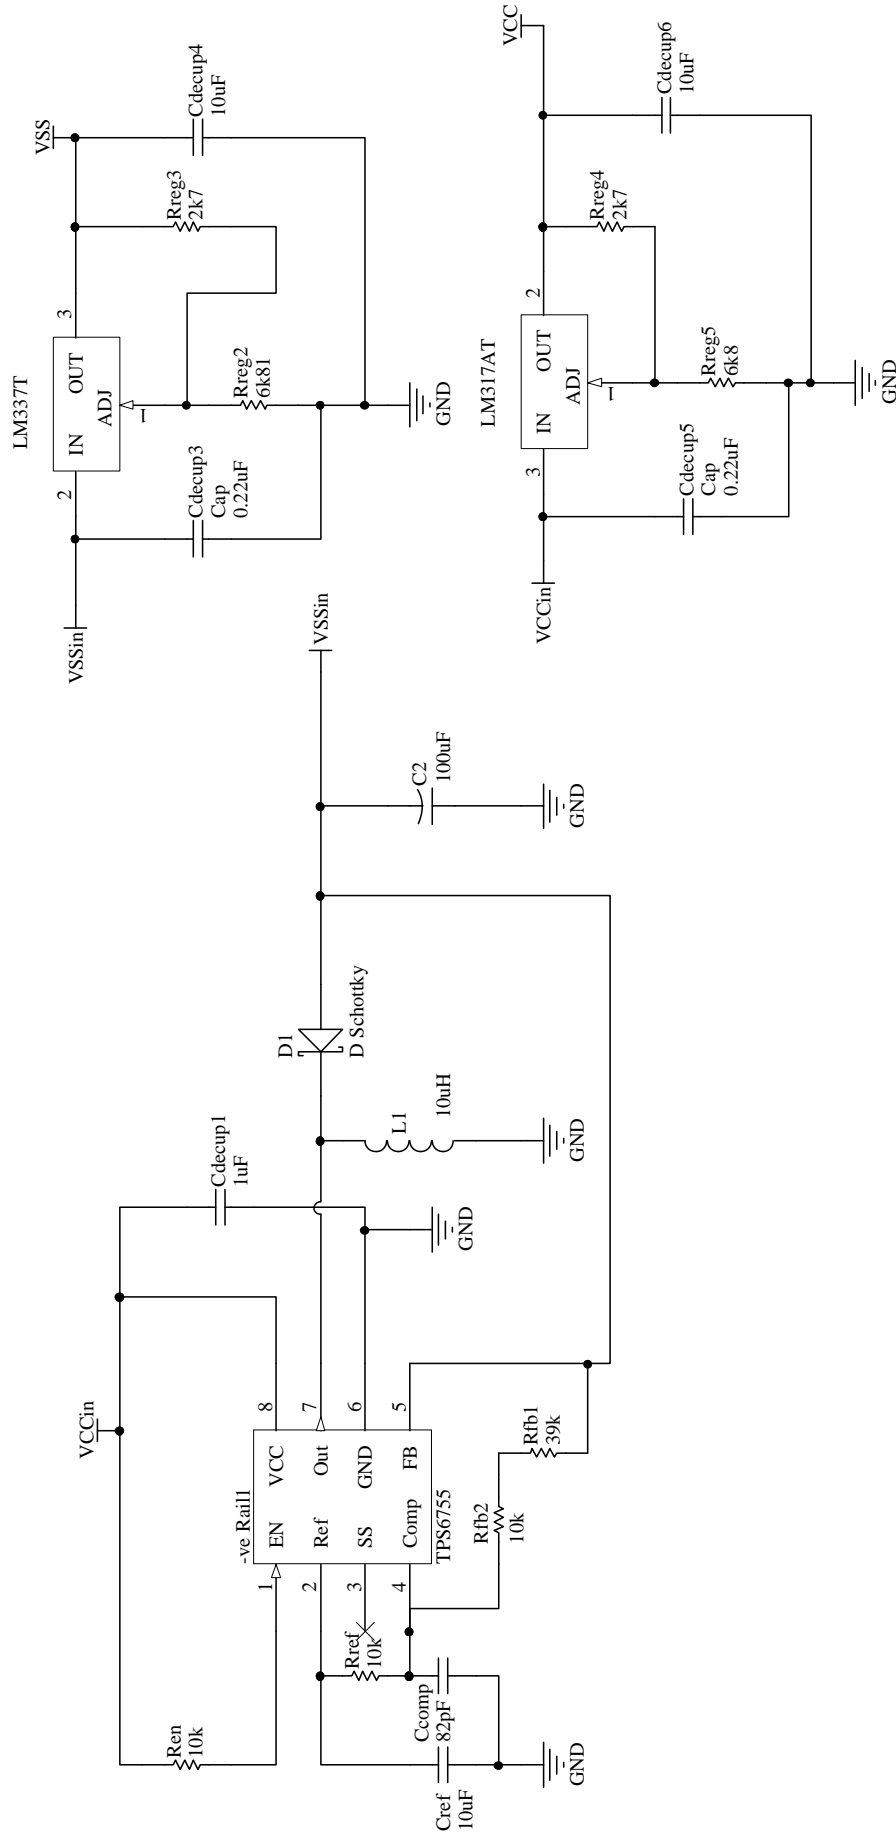 VCCin
Ren
10k
-ve Rail1
1
EN
VCC
8
2
Ref
Out
7
3
SS
GND
6
4
Comp
FB
5
TPS6755
Rref
10k
Ccomp
82pF
Cref
10uF
GND
Rfb2
10k
Rfb1
39k
Cdecup1
1uF
GND
L1
10uH
GND
D1
D Schottky
C2
100uF
GND
VSSin
VSSin
LM337T
2
IN
OUT
3
ADJ
1
Cdecup3
Cap
0.22uF
Rreg2
6k81
Rreg3
2k7
VSS
Cdecup4
10uF
GND
VCCin
LM317AT
3
IN
OUT
2
ADJ
1
Cdecup5
Cap
0.22uF
Rreg5
6k8
Rreg4
2k7
VCC
Cdecup6
10uF
GND